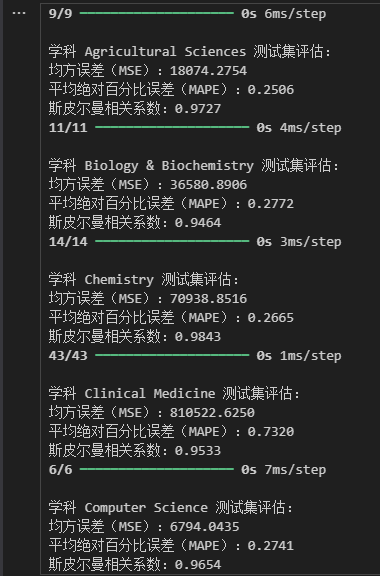 ...
9/9 ━━━━━━━━━━━━━━━━━━━━ 0s 6ms/step
学科 Agricultural Sciences 测试集评估:
均方误差（MSE）: 18074.2754
平均绝对百分比误差（MAPE）: 0.2506
斯皮尔曼相关系数: 0.9727
11/11 ━━━━━━━━━━━━━━━━━━━━ 0s 4ms/step
学科 Biology & Biochemistry 测试集评估:
均方误差（MSE）: 36580.8906
平均绝对百分比误差（MAPE）: 0.2772
斯皮尔曼相关系数: 0.9464
14/14 ━━━━━━━━━━━━━━━━━━━━ 0s 3ms/step
学科 Chemistry 测试集评估:
均方误差（MSE）: 70938.8516
平均绝对百分比误差（MAPE）: 0.2665
斯皮尔曼相关系数: 0.9843
43/43 ━━━━━━━━━━━━━━━━━━━━ 0s 1ms/step
学科 Clinical Medicine 测试集评估:
均方误差（MSE）: 810522.6250
平均绝对百分比误差（MAPE）: 0.7320
斯皮尔曼相关系数: 0.9533
6/6 ━━━━━━━━━━━━━━━━━━━━ 0s 7ms/step
学科 Computer Science 测试集评估:
均方误差（MSE）: 6794.0435
平均绝对百分比误差（MAPE）: 0.2741
斯皮尔曼相关系数: 0.9654